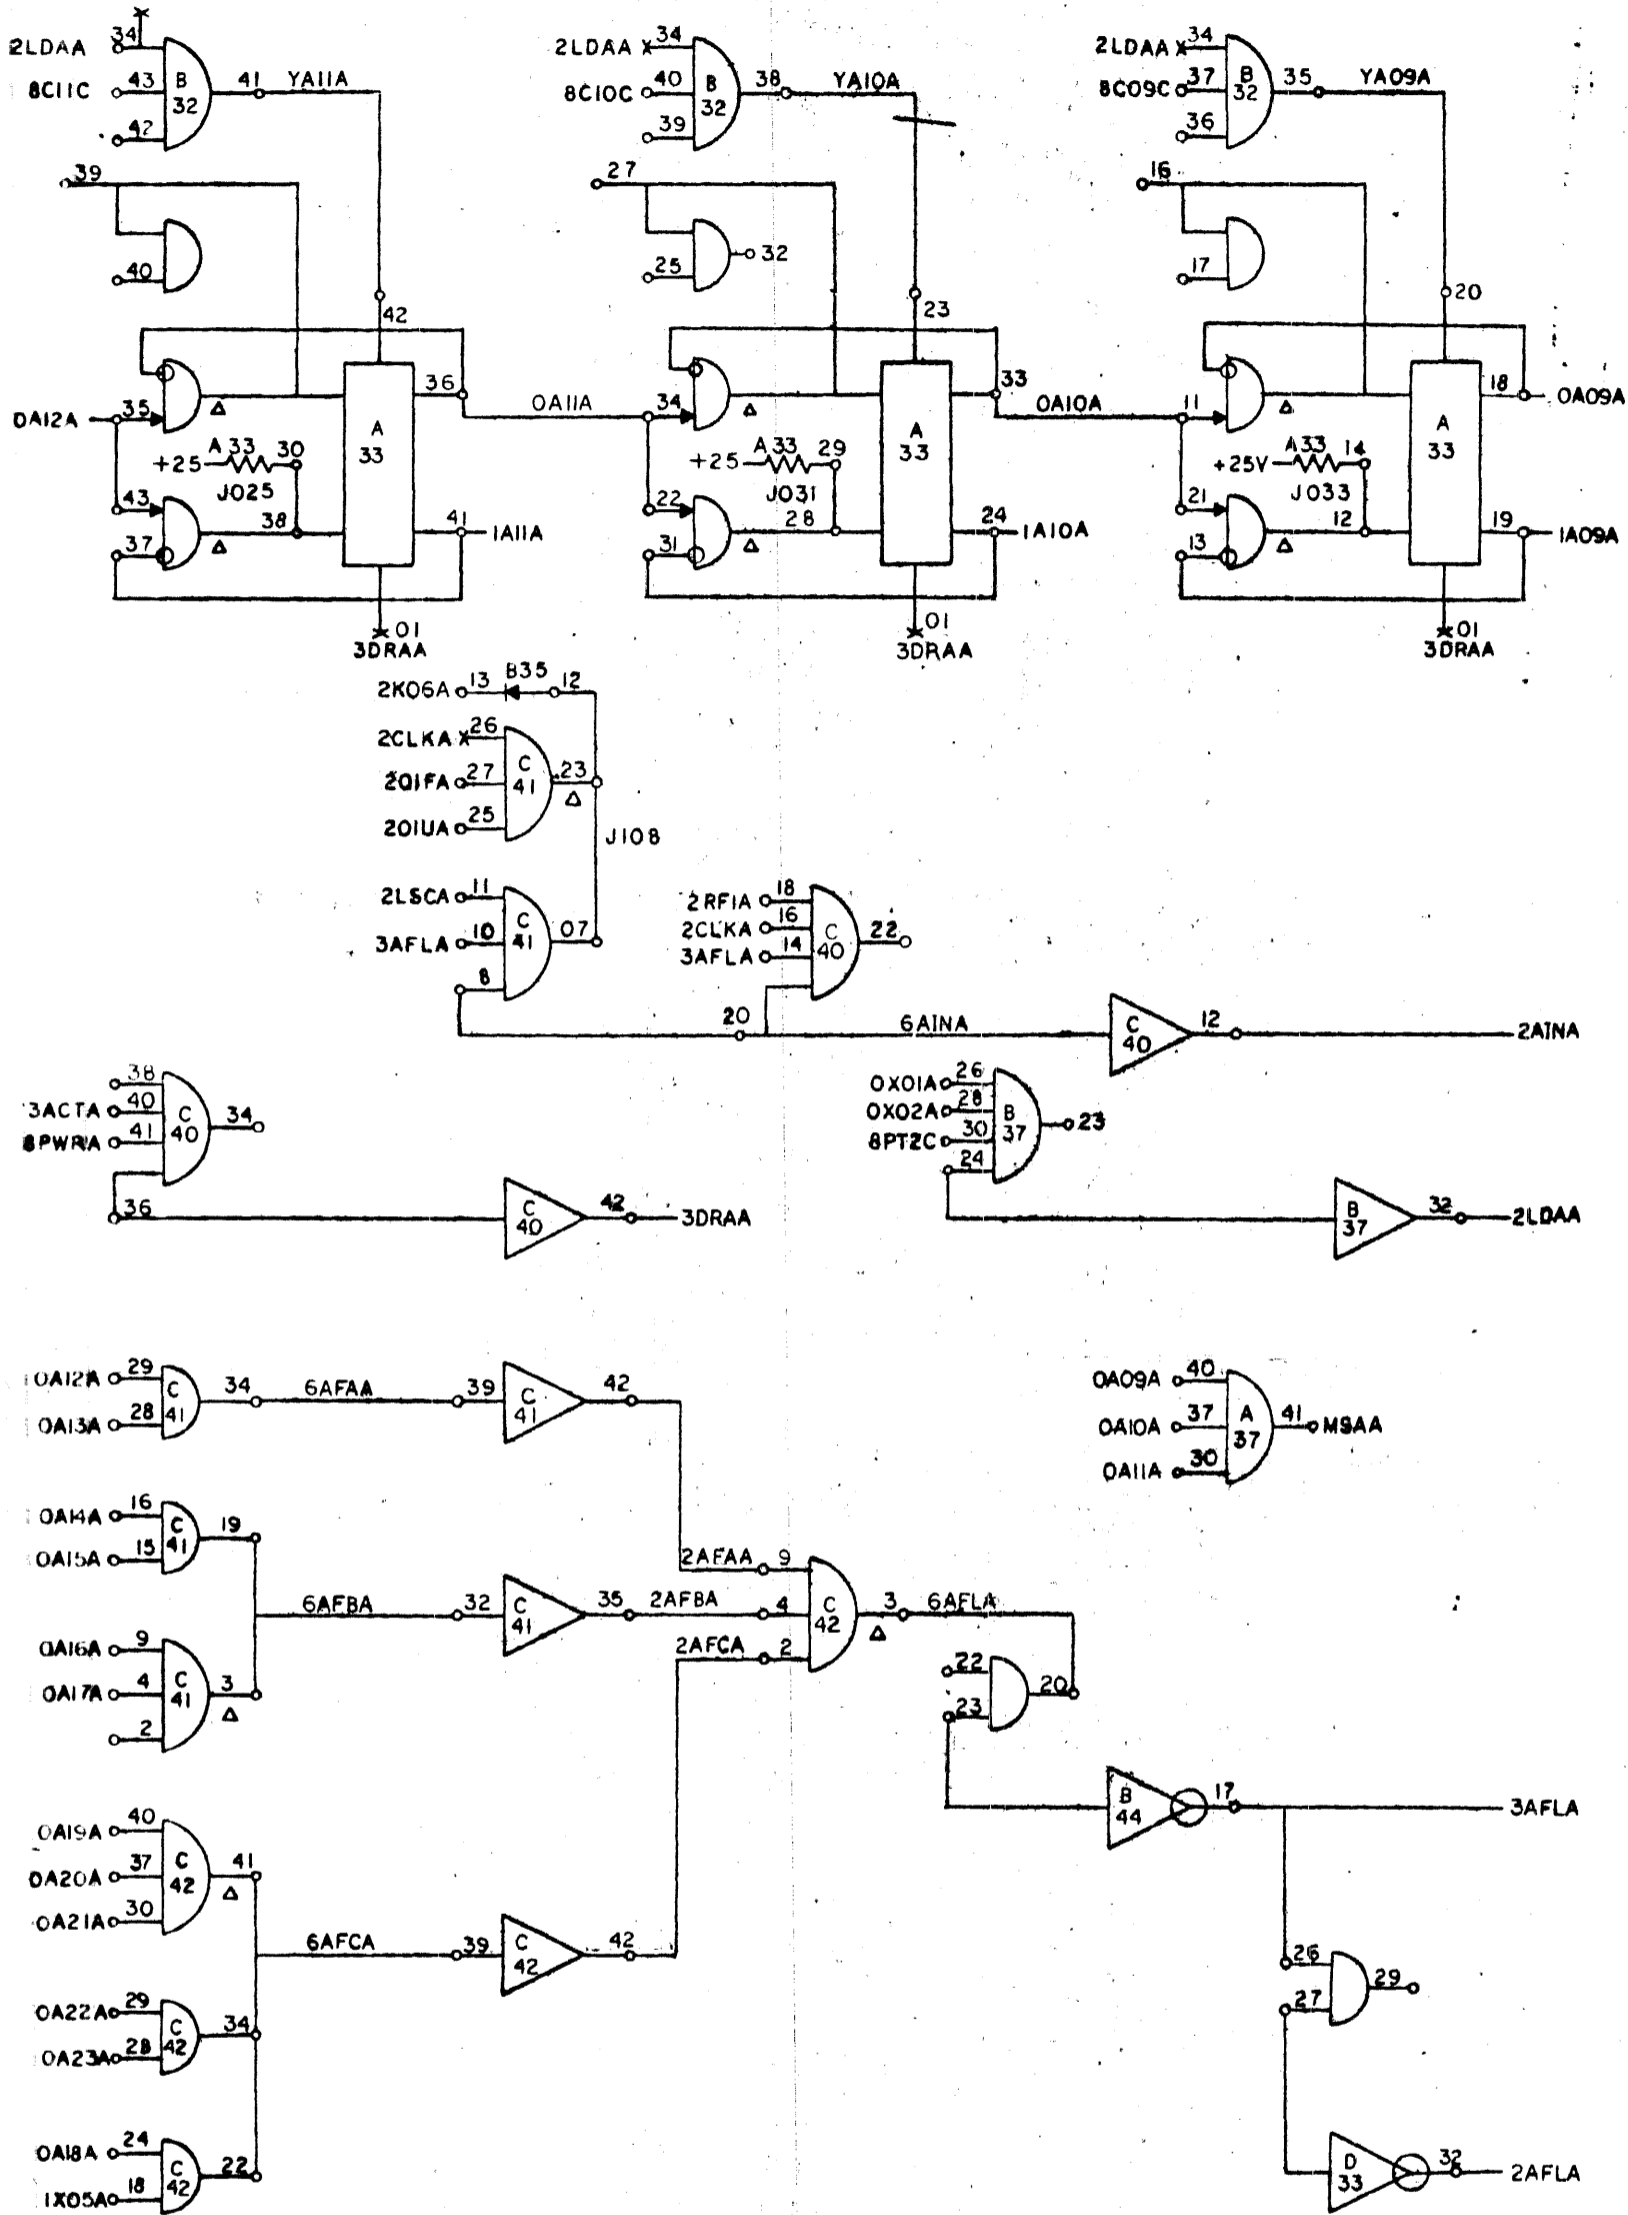 34 34 34
2LDAA 2LDAA 2LDAA
8C11C 43 B 32 41 YA11A 8C10C 40 B 32 38 YA10A 8C09C 37 B 32 35 YA09A
42 39 36
39 27 16
40 25 32 17
42 23 20
36 33 18 0A09A
0A12A 35 A 33 0A11A 34 A 33 0A10A 11 A 33
+25 A33 30 +25 A33 29 +25V A33 14
J025 J031 J033
43 38 41 1A11A 22 28 24 1A10A 21 12 19 1A09A
37 31 13
01 01 01
3DRAA 3DRAA 3DRAA
2K06A 13 B35 12
2CLKA 26
201FA 27 C 41 23
201UA 25
J108
2LSCA 11 2RF1A 18
3AFLA 10 C 41 07 2CLKA 16 C 40 22
8 3AFLA 14
20 6AINA C 40 12 2AINA
38 0X01A 26
3ACTA 40 C 40 34 0X02A 28 B 37 23
8PWRA 41 8PT2C 30
24
36 C 40 42 3DRAA B 37 32 2LDAA
0A12A 29 C 41 34 6AFAA 39 C 41 42 0A09A 40
0A13A 28 0A10A 37 A 37 41 MSAA
0A11A 30
0A14A 16 C 41 19
0A15A 15
2AFAA 9
6AFBA 32 C 41 35 2AFBA 4 C 42 3 6AFLA
0A16A 9 2AFCA 2
0A17A 4 C 41 3 22 20
2 23
B 44 17 3AFLA
0A19A 40
0A20A 37 C 42 41
0A21A 30
6AFCA 39 C 42 42
26 29
0A22A 29 C 42 34 27
0A23A 28
0A18A 24 C 42 22
1X05A 18 D 33 32 2AFLA